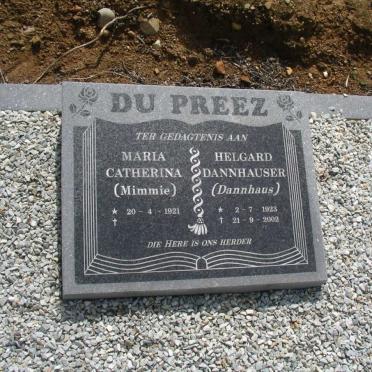 DU PREEZ
TER GEDAGTENIS AAN
MARIA
CATHERINA
(Mimmie)
★ 20 - 4 - 1921
†
HELGARD
DANNHAUSER
(Dannhaus)
★ 2 - 7 - 1923
† 21 - 9 - 2002
DIE HERE IS ONS HERDER